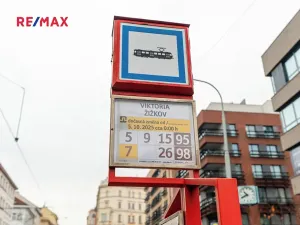 RE/MAX
VIKTORIA
ŽIŽKOV
5 9 15 95
7 26 98